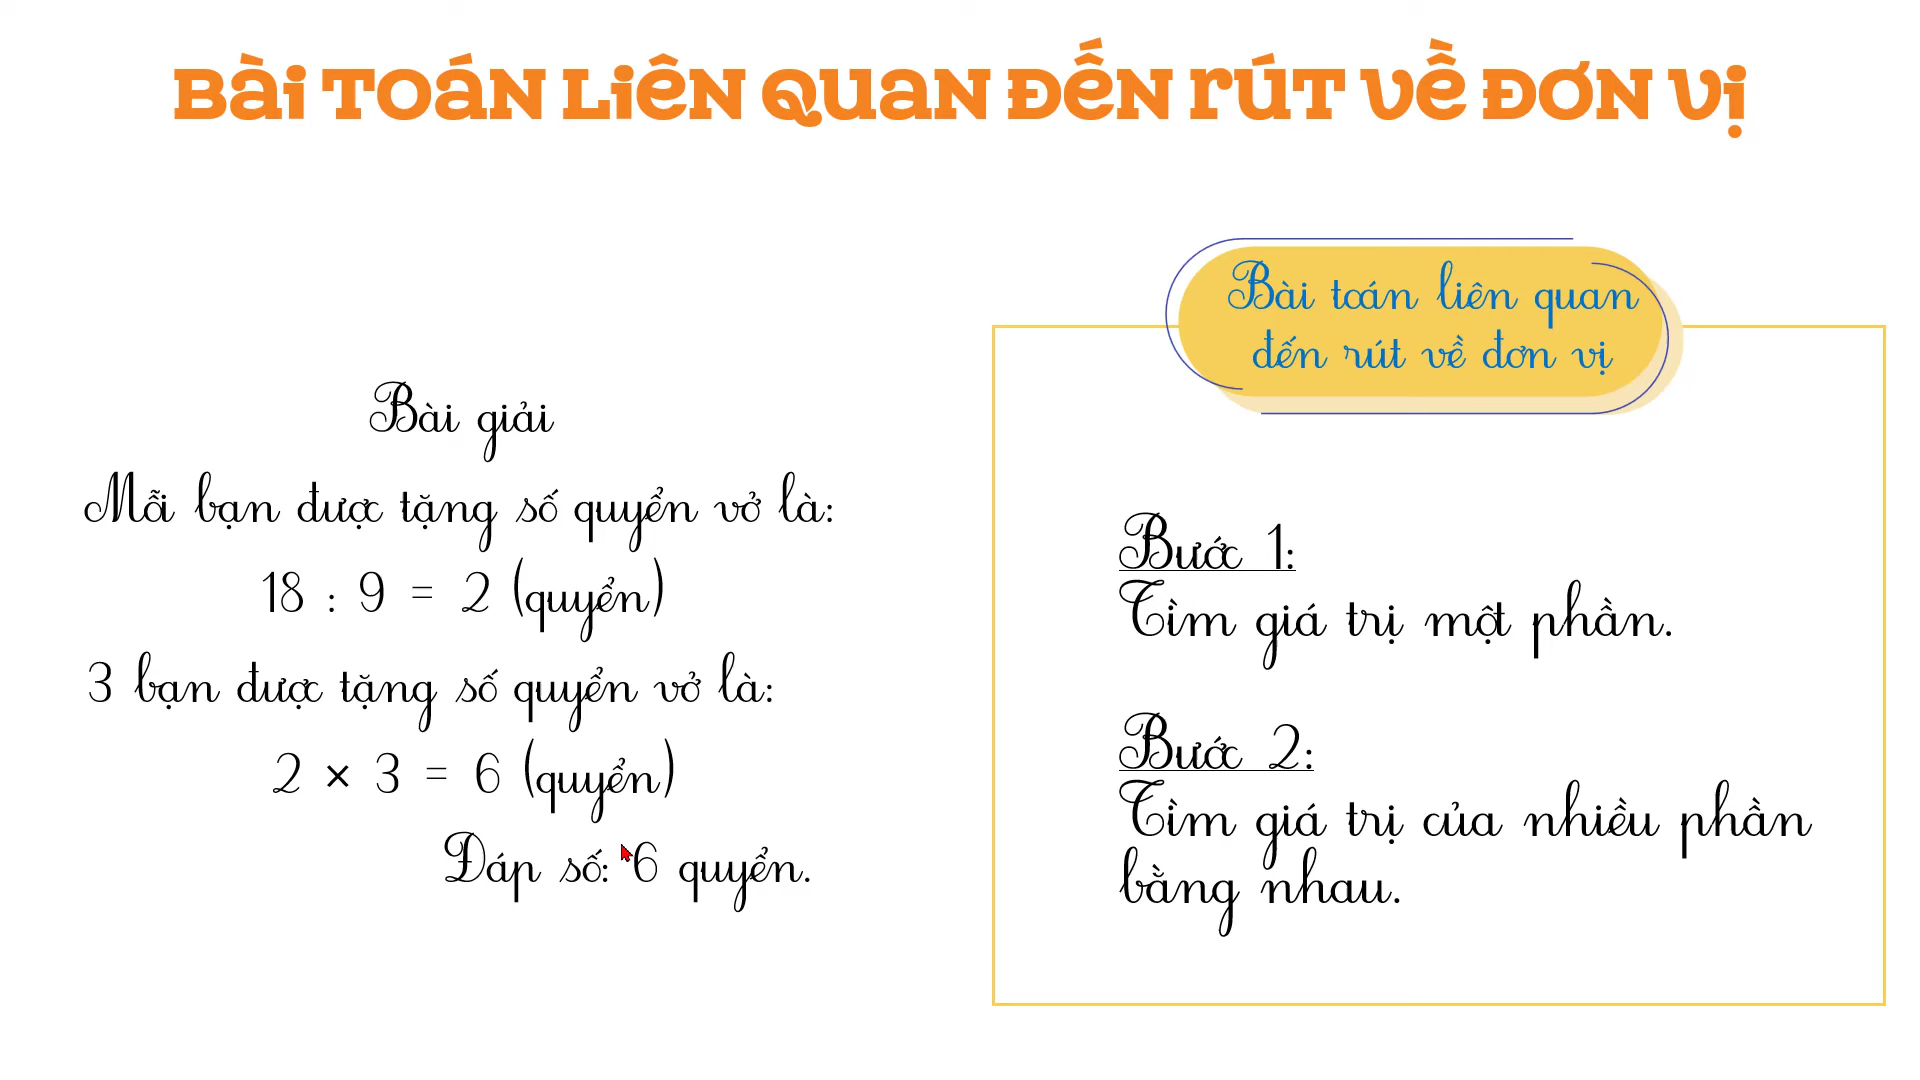 Bài toán liên quan đến rút về đơn vị
Bài giải
Mỗi bạn được tặng số quyển vở là:
18 : 9 = 2 (quyển)
3 bạn được tặng số quyển vở là:
2 × 3 = 6 (quyển)
Đáp số: 6 quyển.
Bài toán liên quan
đến rút về đơn vị
Bước 1:
Tìm giá trị một phần.
Bước 2:
Tìm giá trị của nhiều phần
bằng nhau.